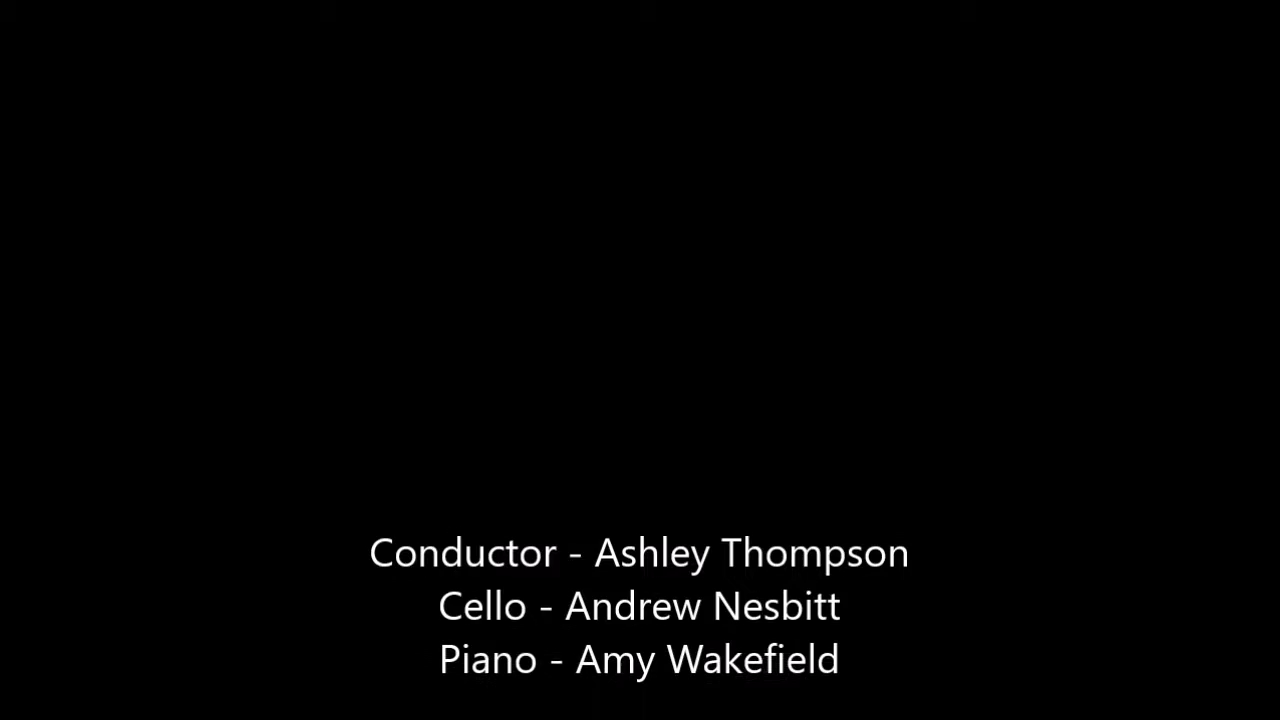 Conductor - Ashley Thompson
Cello - Andrew Nesbitt
Piano - Amy Wakefield